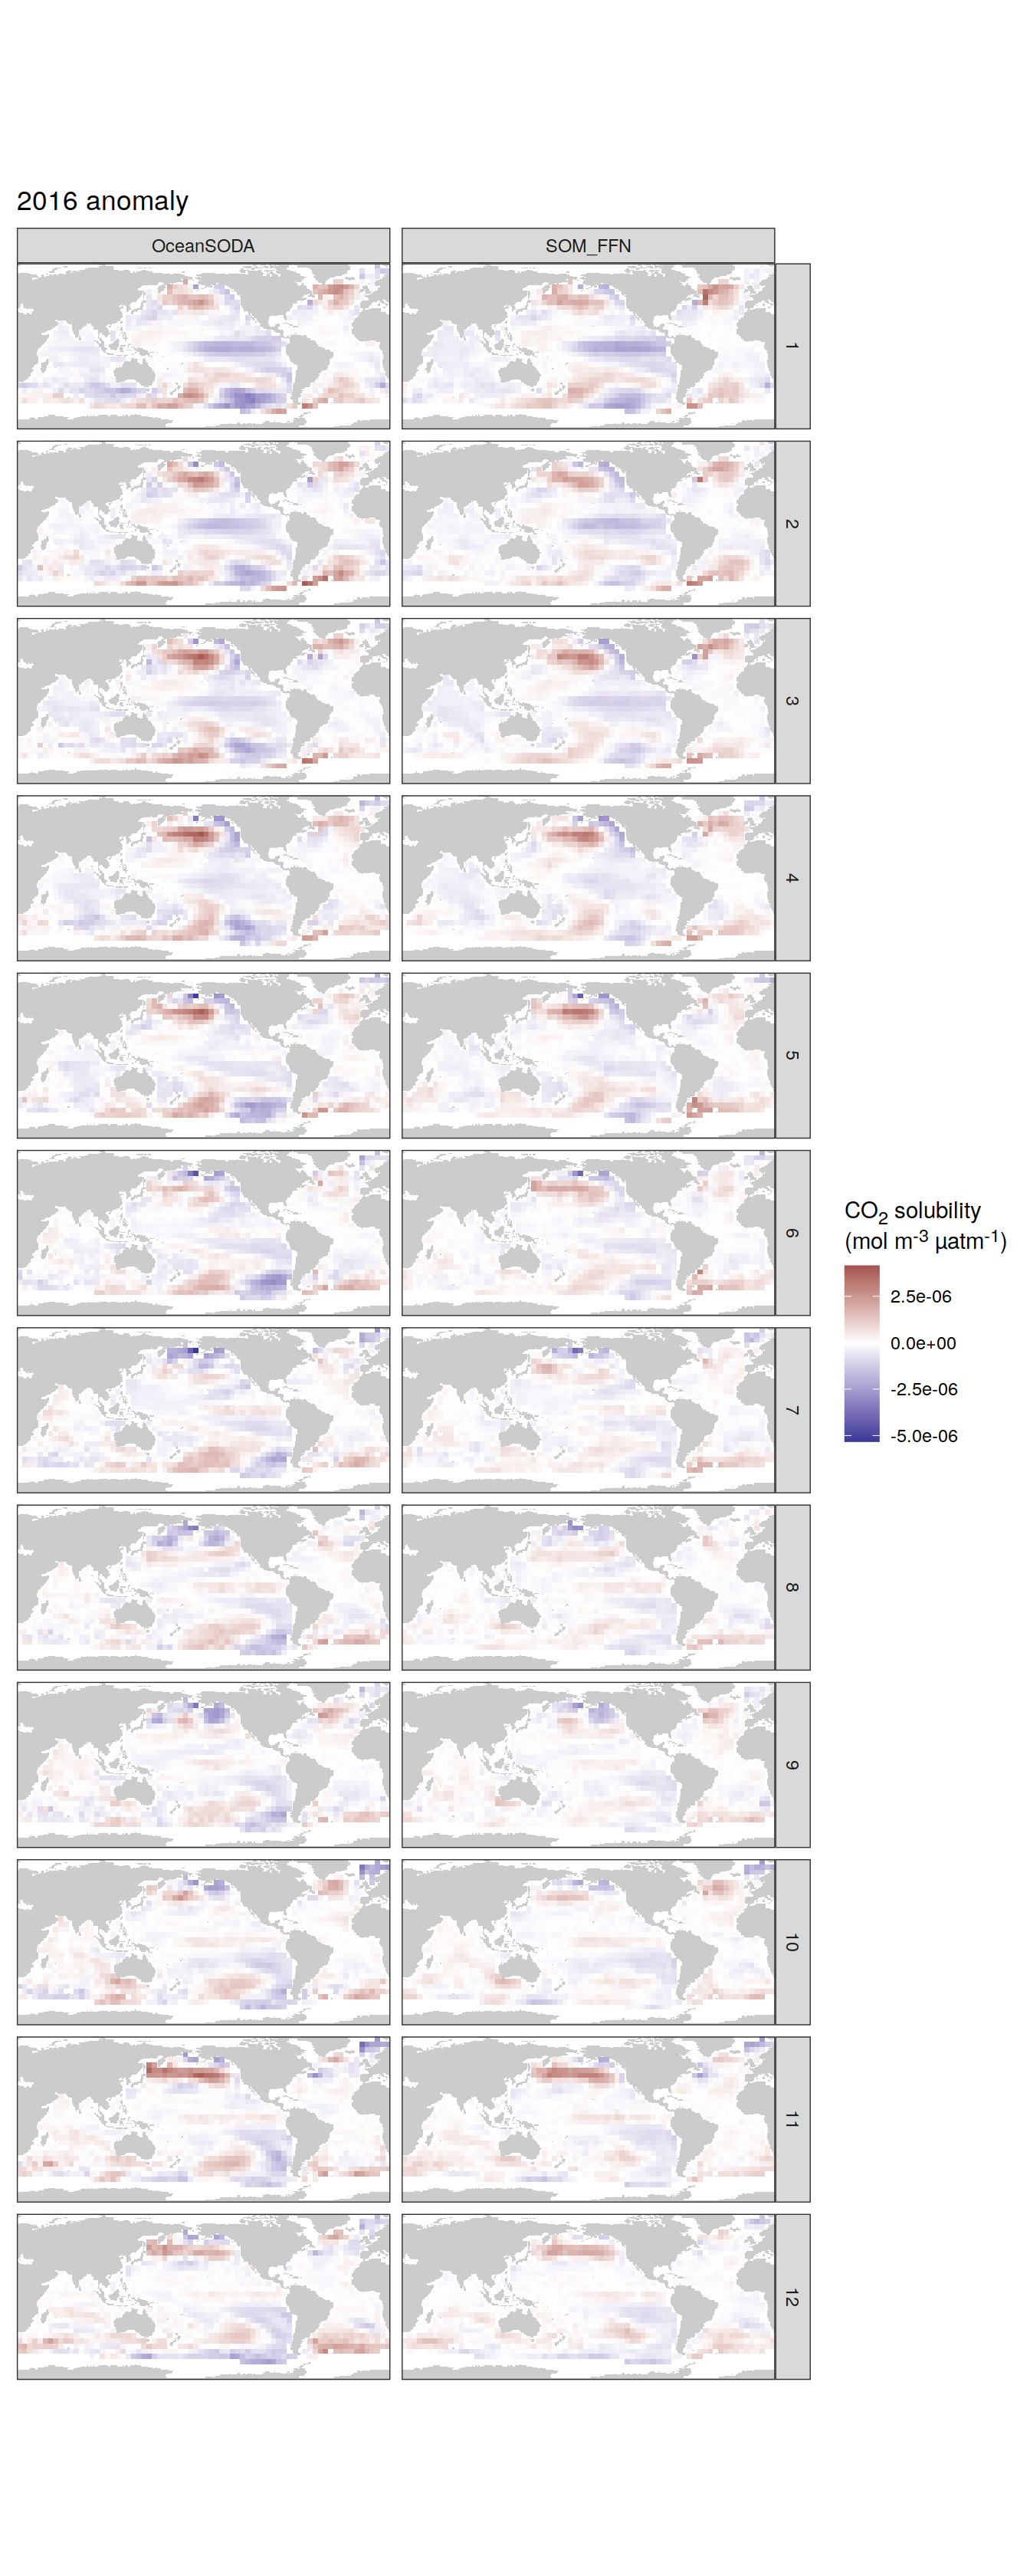 2016 anomaly
OceanSODA
SOM_FFN
1
2
3
4
5
6
7
8
9
10
11
12
CO2 solubility
(mol m-3 µatm-1)
2.5e-06
0.0e+00
-2.5e-06
-5.0e-06